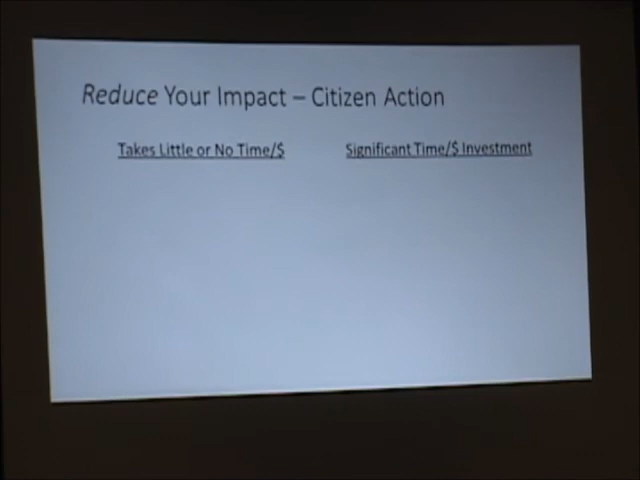 Reduce Your Impact – Citizen Action
Takes Little or No Time/$
Significant Time/$ Investment